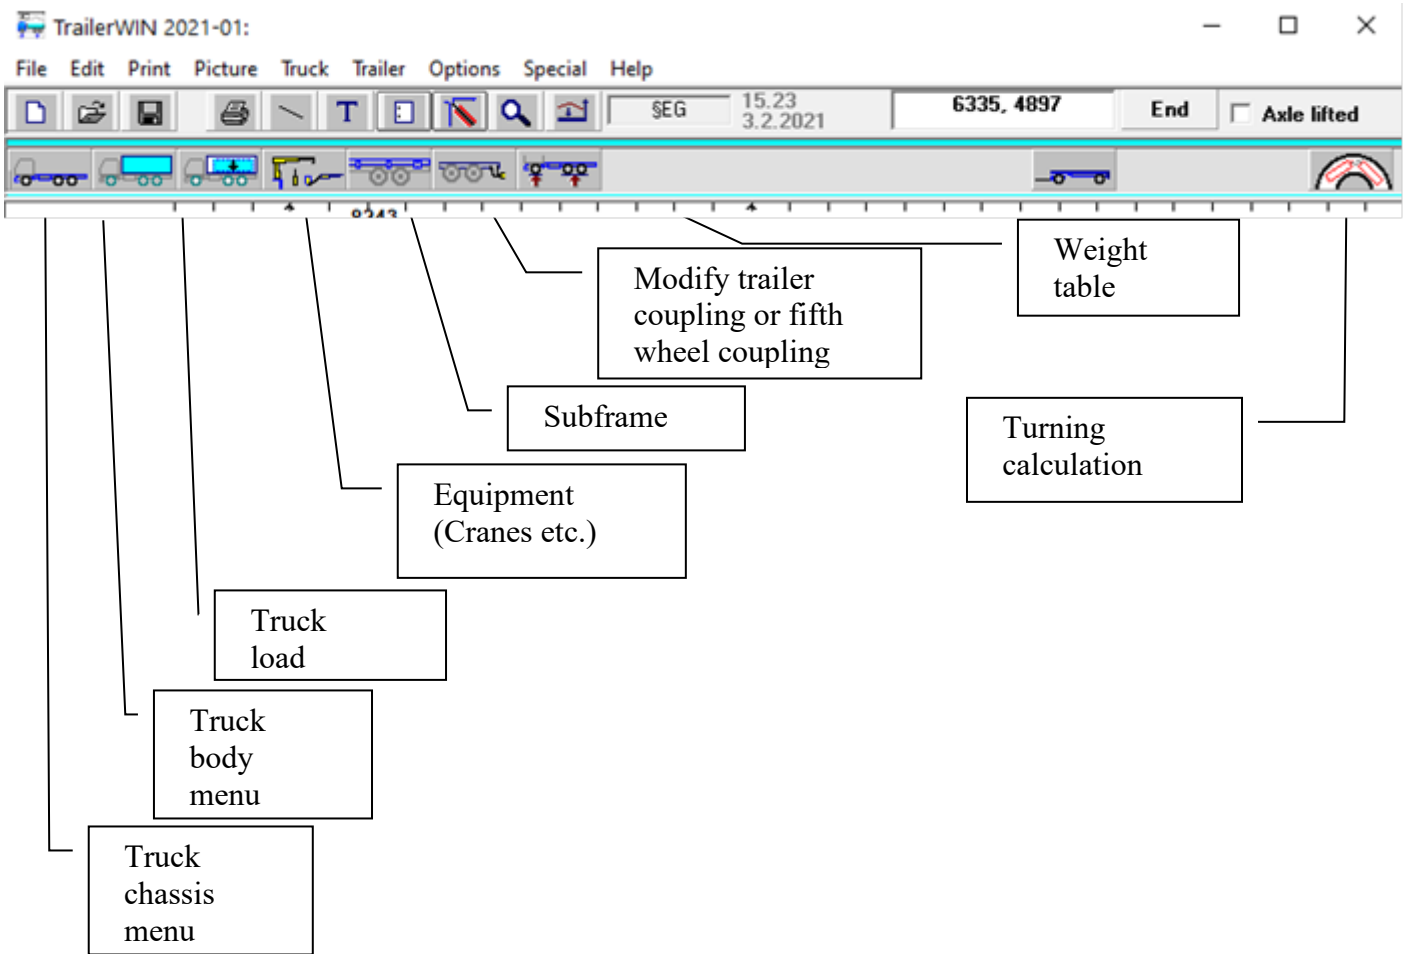 TrailerWIN 2021-01:
File Edit Print Picture Truck Trailer Options Special Help
T
§EG
15.23
3.2.2021
6335, 4897
End
Axle lifted
8243
Weight
table
Modify trailer
coupling or fifth
wheel coupling
Subframe
Turning
calculation
Equipment
(Cranes etc.)
Truck
load
Truck
body
menu
Truck
chassis
menu